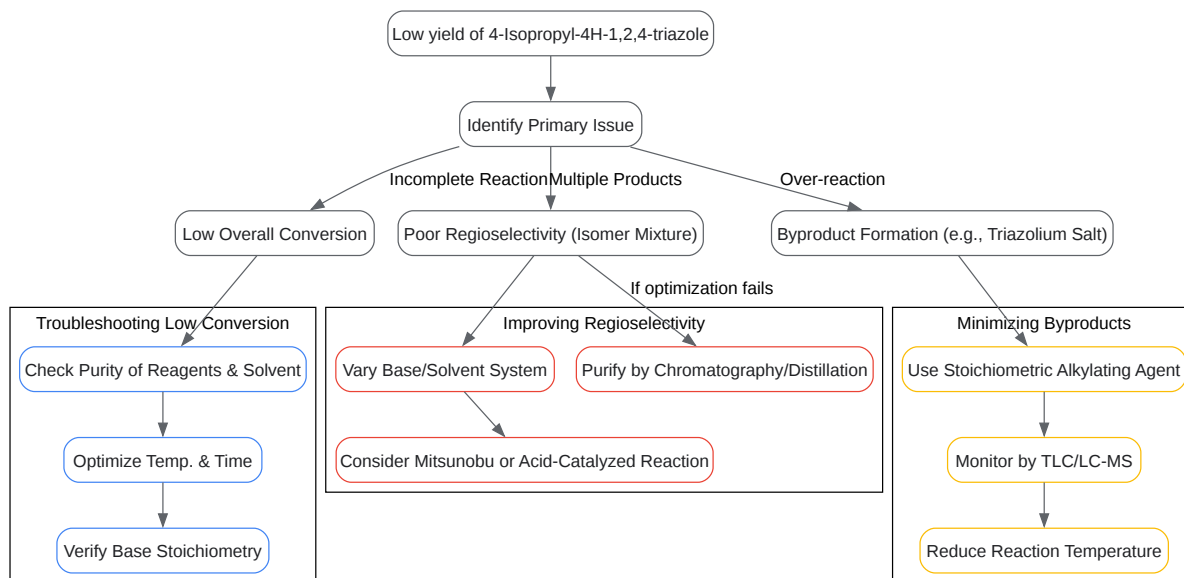 Low yield of 4-Isopropyl-4H-1,2,4-triazole
Identify Primary Issue
Incomplete Reaction
Multiple Products
Over-reaction
Low Overall Conversion
Poor Regioselectivity (Isomer Mixture)
Byproduct Formation (e.g., Triazolium Salt)
If optimization fails
Troubleshooting Low Conversion
Improving Regioselectivity
Minimizing Byproducts
Check Purity of Reagents & Solvent
Vary Base/Solvent System
Purify by Chromatography/Distillation
Use Stoichiometric Alkylating Agent
Optimize Temp. & Time
Consider Mitsunobu or Acid-Catalyzed Reaction
Monitor by TLC/LC-MS
Verify Base Stoichiometry
Reduce Reaction Temperature